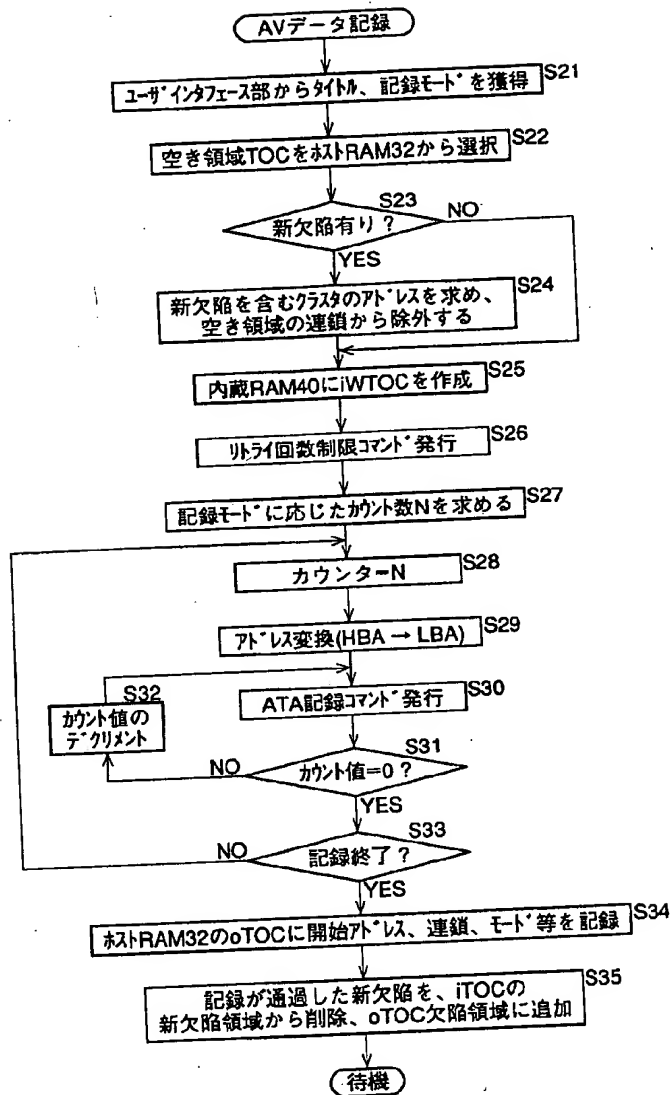 AVデータ記録
ユーザインタフェース部からタイトル、記録モードを獲得
S21
空き領域TOCをホストRAM32から選択
S22
S23
新欠陥有り？
NO
YES
新欠陥を含むクラスタのアドレスを求め、
空き領域の連鎖から除外する
S24
内蔵RAM40にiWTOCを作成
S25
リトライ回数制限コマンド発行
S26
記録モードに応じたカウント数Nを求める
S27
カウンターN
S28
アドレス変換(HBA → LBA)
S29
S32
カウント値の
デクリメント
ATA記録コマンド発行
S30
S31
カウント値=0？
NO
YES
S33
記録終了？
NO
YES
ホストRAM32のoTOCに開始アドレス、連鎖、モード等を記録
S34
記録が通過した新欠陥を、iTOCの
新欠陥領域から削除、oTOC欠陥領域に追加
S35
待機